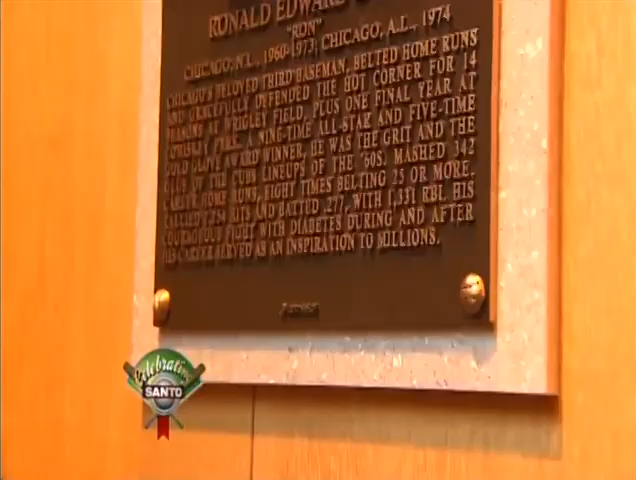 RONALD EDWARD
"RON"
CHICAGO, N.L., 1960-1973; CHICAGO, A.L., 1974
CHICAGO'S BELOVED THIRD BASEMAN, BELTED HOME RUNS
AND GRACEFULLY DEFENDED THE HOT CORNER FOR 14
SEASONS AT WRIGLEY FIELD, PLUS ONE FINAL YEAR AT
COMISKEY PARK. A NINE-TIME ALL-STAR AND FIVE-TIME
GOLD GLOVE AWARD WINNER, HE WAS THE GRIT AND THE
GLUE OF THE CUBS LINEUPS OF THE '60S. MASHED 342
CAREER HOME RUNS, EIGHT TIMES BELTING 25 OR MORE.
2,254 HITS AND BATTED .277, WITH 1,331 RBI. HIS
COURAGEOUS FIGHT WITH DIABETES DURING AND AFTER
HIS CAREER SERVED AS AN INSPIRATION TO MILLIONS.
Celebrating
SANTO